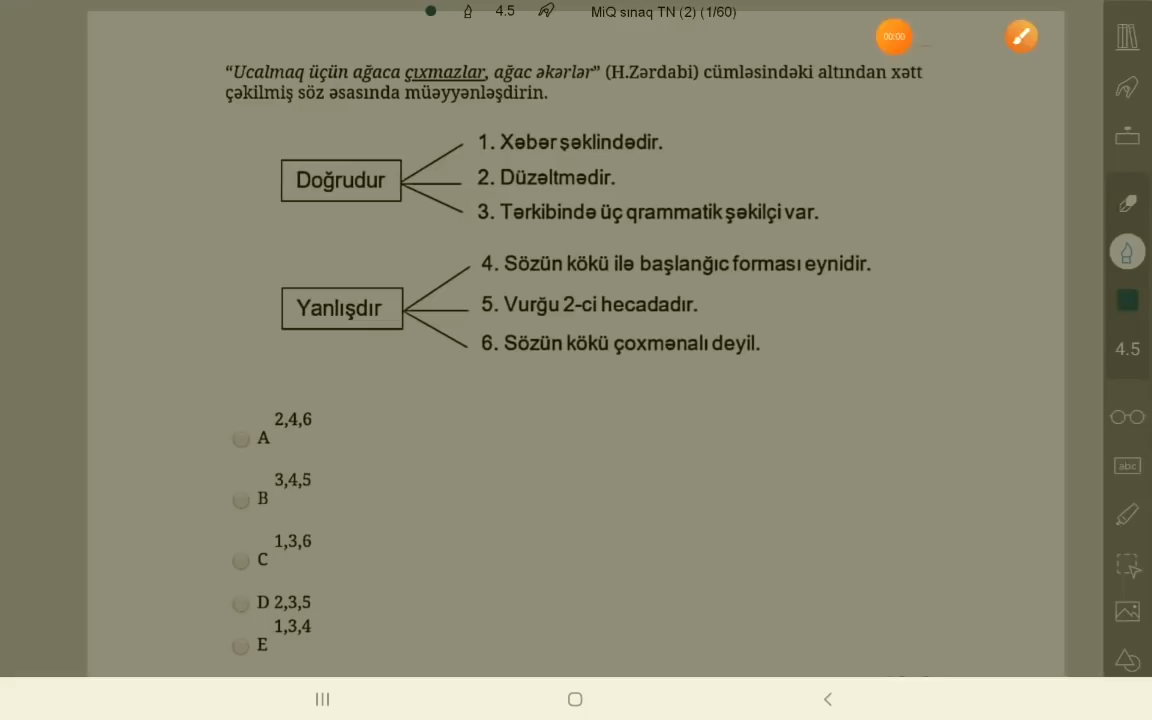 4.5 MiQ sınaq TN (2) (1/60)
00:00
“Ucalmaq üçün ağaca çıxmazlar, ağac əkərlər” (H.Zərdabi) cümləsindəki altından xətt
çəkilmiş söz əsasında müəyyənləşdirin.
Doğrudur
1. Xəbər şəklindədir.
2. Düzəltmədir.
3. Tərkibində üç qrammatik şəkilçi var.
Yanlışdır
4. Sözün kökü ilə başlanğıc forması eynidir.
5. Vurğu 2-ci hecadadır.
6. Sözün kökü çoxmənalı deyil.
2,4,6
A
3,4,5
B
1,3,6
C
D 2,3,5
1,3,4
E
4.5
abc